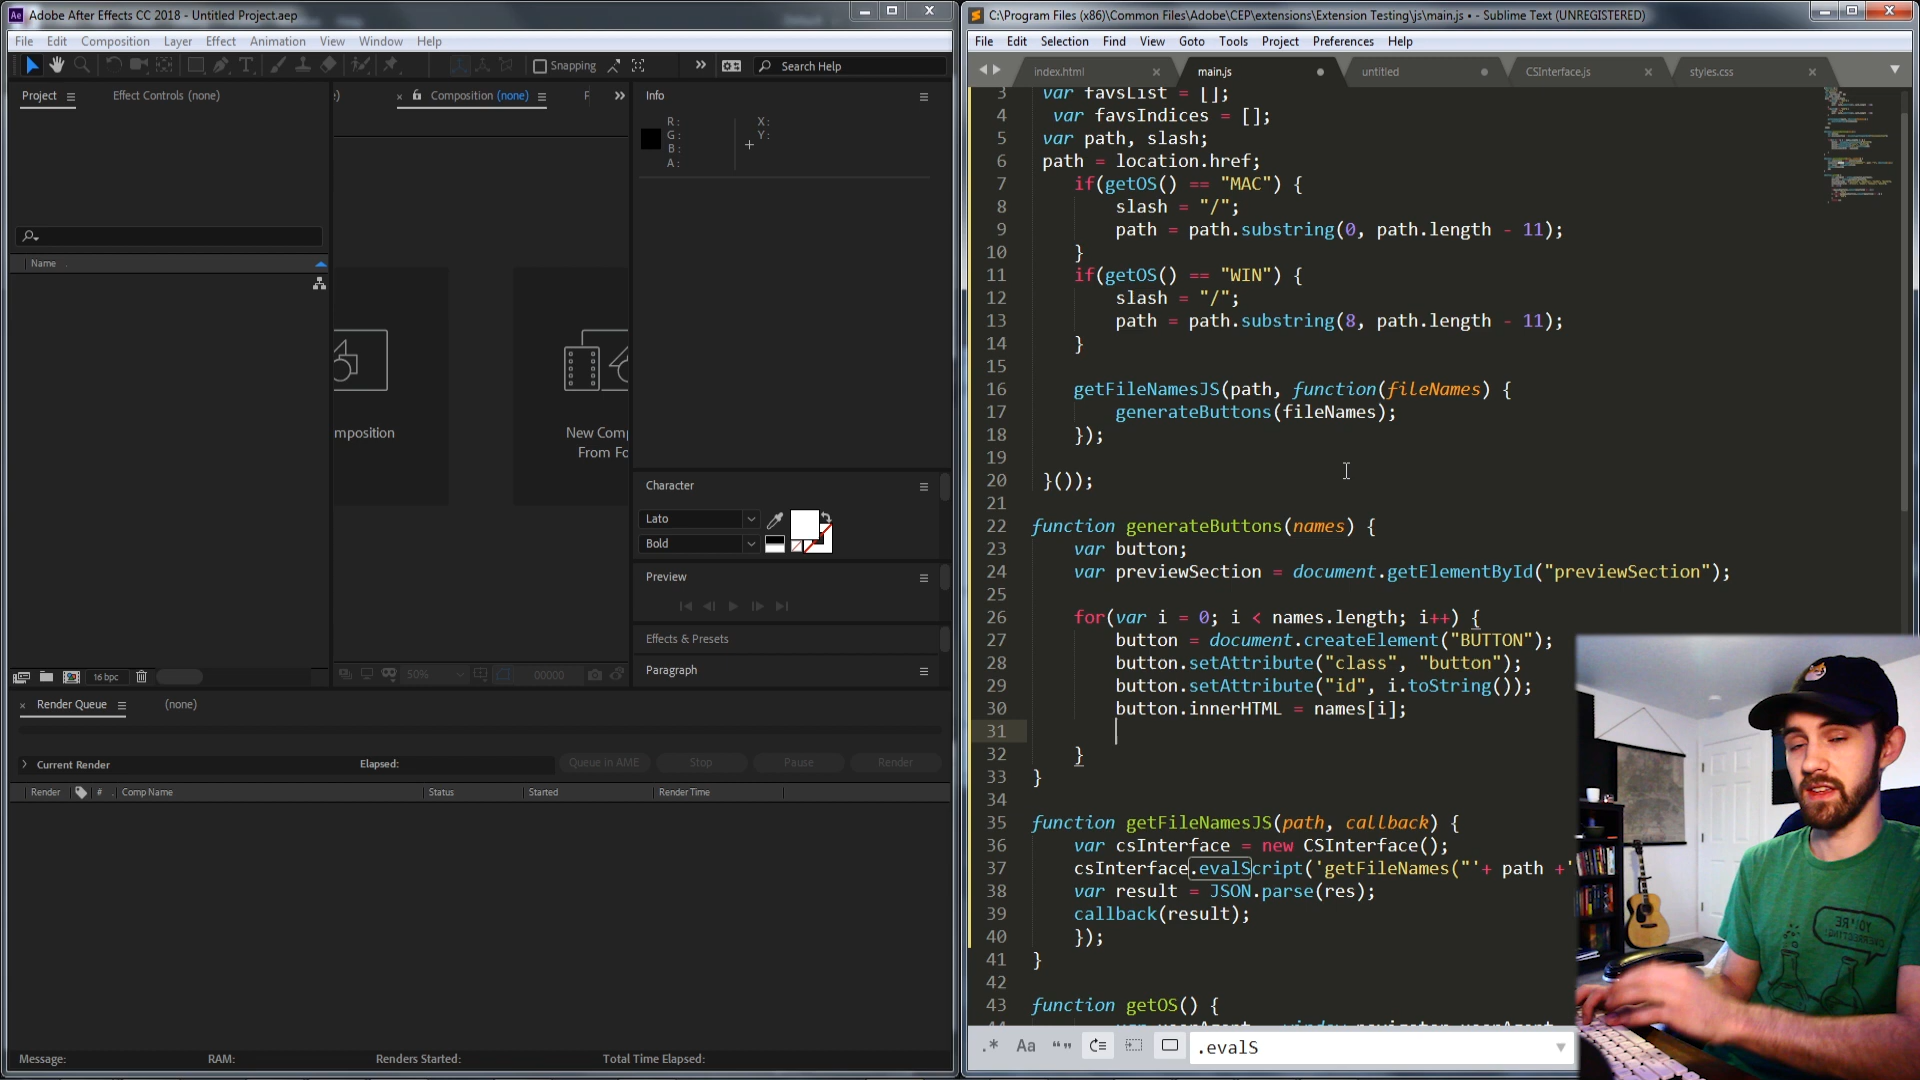 Adobe After Effects CC 2018 - Untitled Project.aep
File Edit Composition Layer Effect Animation View Window Help
Snapping
Search Help
Project
Effect Controls (none)
Composition (none)
Info
R:
G:
B:
A:
X:
Y:
Name
mposition
New Comp
From Fo
Character
Lato
Bold
Preview
Effects & Presets
Paragraph
16 bpc
50%
00000
Render Queue
(none)
Current Render
Elapsed:
Queue in AME
Stop
Pause
Render
Render # Comp Name Status Started Render Time
Message: RAM: Renders Started: Total Time Elapsed:
C:\Program Files (x86)\Common Files\Adobe\CEP\extensions\Extension Testing\js\main.js • - Sublime Text (UNREGISTERED)
File Edit Selection Find View Goto Tools Project Preferences Help
index.html main.js untitled CSInterface.js styles.css
3 var favsList = [];
4 var favsIndices = [];
5 var path, slash;
6 path = location.href;
7 if(getOS() == "MAC") {
8 slash = "/";
9 path = path.substring(0, path.length - 11);
10 }
11 if(getOS() == "WIN") {
12 slash = "/";
13 path = path.substring(8, path.length - 11);
14 }
15
16 getFileNamesJS(path, function(fileNames) {
17 generateButtons(fileNames);
18 });
19
20 }());
21
22 function generateButtons(names) {
23 var button;
24 var previewSection = document.getElementById("previewSection");
25
26 for(var i = 0; i < names.length; i++) {
27 button = document.createElement("BUTTON");
28 button.setAttribute("class", "button");
29 button.setAttribute("id", i.toString());
30 button.innerHTML = names[i];
31
32 }
33 }
34
35 function getFileNamesJS(path, callback) {
36 var csInterface = new CSInterface();
37 csInterface.evalScript('getFileNames("'+ path +'
38 var result = JSON.parse(res);
39 callback(result);
40 });
41 }
42
43 function getOS() {
.evalS